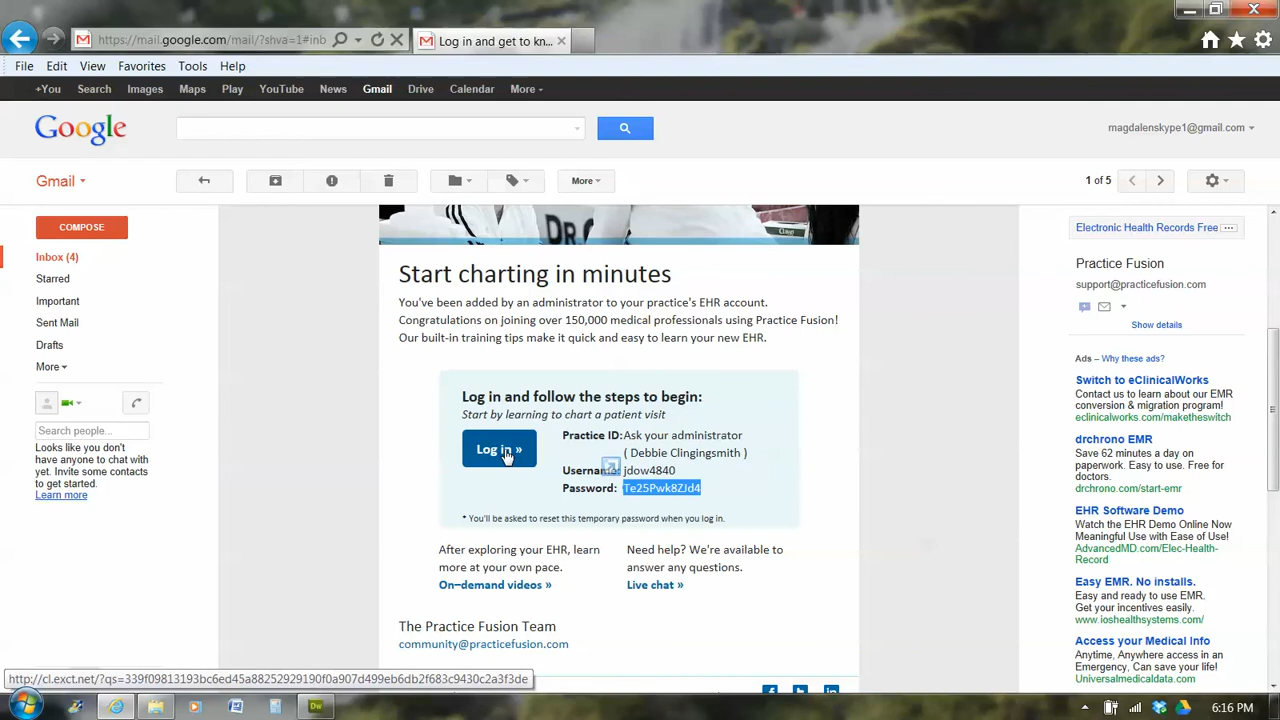 https://mail.google.com/mail/?shva=1#inb
Log in and get to kn...
File Edit View Favorites Tools Help
+You Search Images Maps Play YouTube News Gmail Drive Calendar More
Google
magdalenskype1@gmail.com
Gmail
More
1 of 5
COMPOSE
Inbox (4)
Starred
Important
Sent Mail
Drafts
More
Search people...
Looks like you don't
have anyone to chat with
yet. Invite some contacts
to get started.
Learn more
DR
Start charting in minutes
You've been added by an administrator to your practice's EHR account.
Congratulations on joining over 150,000 medical professionals using Practice Fusion!
Our built-in training tips make it quick and easy to learn your new EHR.
Log in and follow the steps to begin:
Start by learning to chart a patient visit
Log in »
Practice ID: Ask your administrator
( Debbie Clingingsmith )
Username: jdow4840
Password: Te25Pwk8ZJd4
* You'll be asked to reset this temporary password when you log in.
After exploring your EHR, learn
more at your own pace.
On-demand videos »
Need help? We're available to
answer any questions.
Live chat »
The Practice Fusion Team
community@practicefusion.com
Electronic Health Records Free
Practice Fusion
support@practicefusion.com
Show details
Ads – Why these ads?
Switch to eClinicalWorks
Contact us to learn about our EMR
conversion & migration program!
eclinicalworks.com/maketheswitch
drchrono EMR
Save 62 minutes a day on
paperwork. Easy to use. Free for
doctors.
drchrono.com/start-emr
EHR Software Demo
Watch the EHR Demo Online Now
Meaningful Use with Ease of Use!
AdvancedMD.com/Elec-Health-
Record
Easy EMR. No installs.
Easy and ready to use EMR.
Get your incentives easily.
www.ioshealthsystems.com/
Access your Medical Info
Anytime, Anywhere access in an
Emergency, Can save your life!
Universalmedicaldata.com
http://cl.exct.net/?qs=339f09813193bc6ed45a88252929190f0a907d499eb6db2fc83c9430c2a3f3de
Dw
6:16 PM